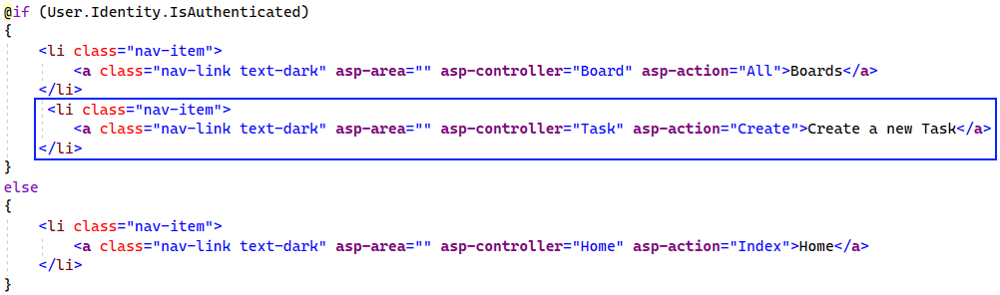 @if (User.Identity.IsAuthenticated)
{
    <li class="nav-item">
        <a class="nav-link text-dark" asp-area="" asp-controller="Board" asp-action="All">Boards</a>
    </li>
     <li class="nav-item">
        <a class="nav-link text-dark" asp-area="" asp-controller="Task" asp-action="Create">Create a new Task</a>
    </li>
}
else
{
    <li class="nav-item">
        <a class="nav-link text-dark" asp-area="" asp-controller="Home" asp-action="Index">Home</a>
    </li>
}